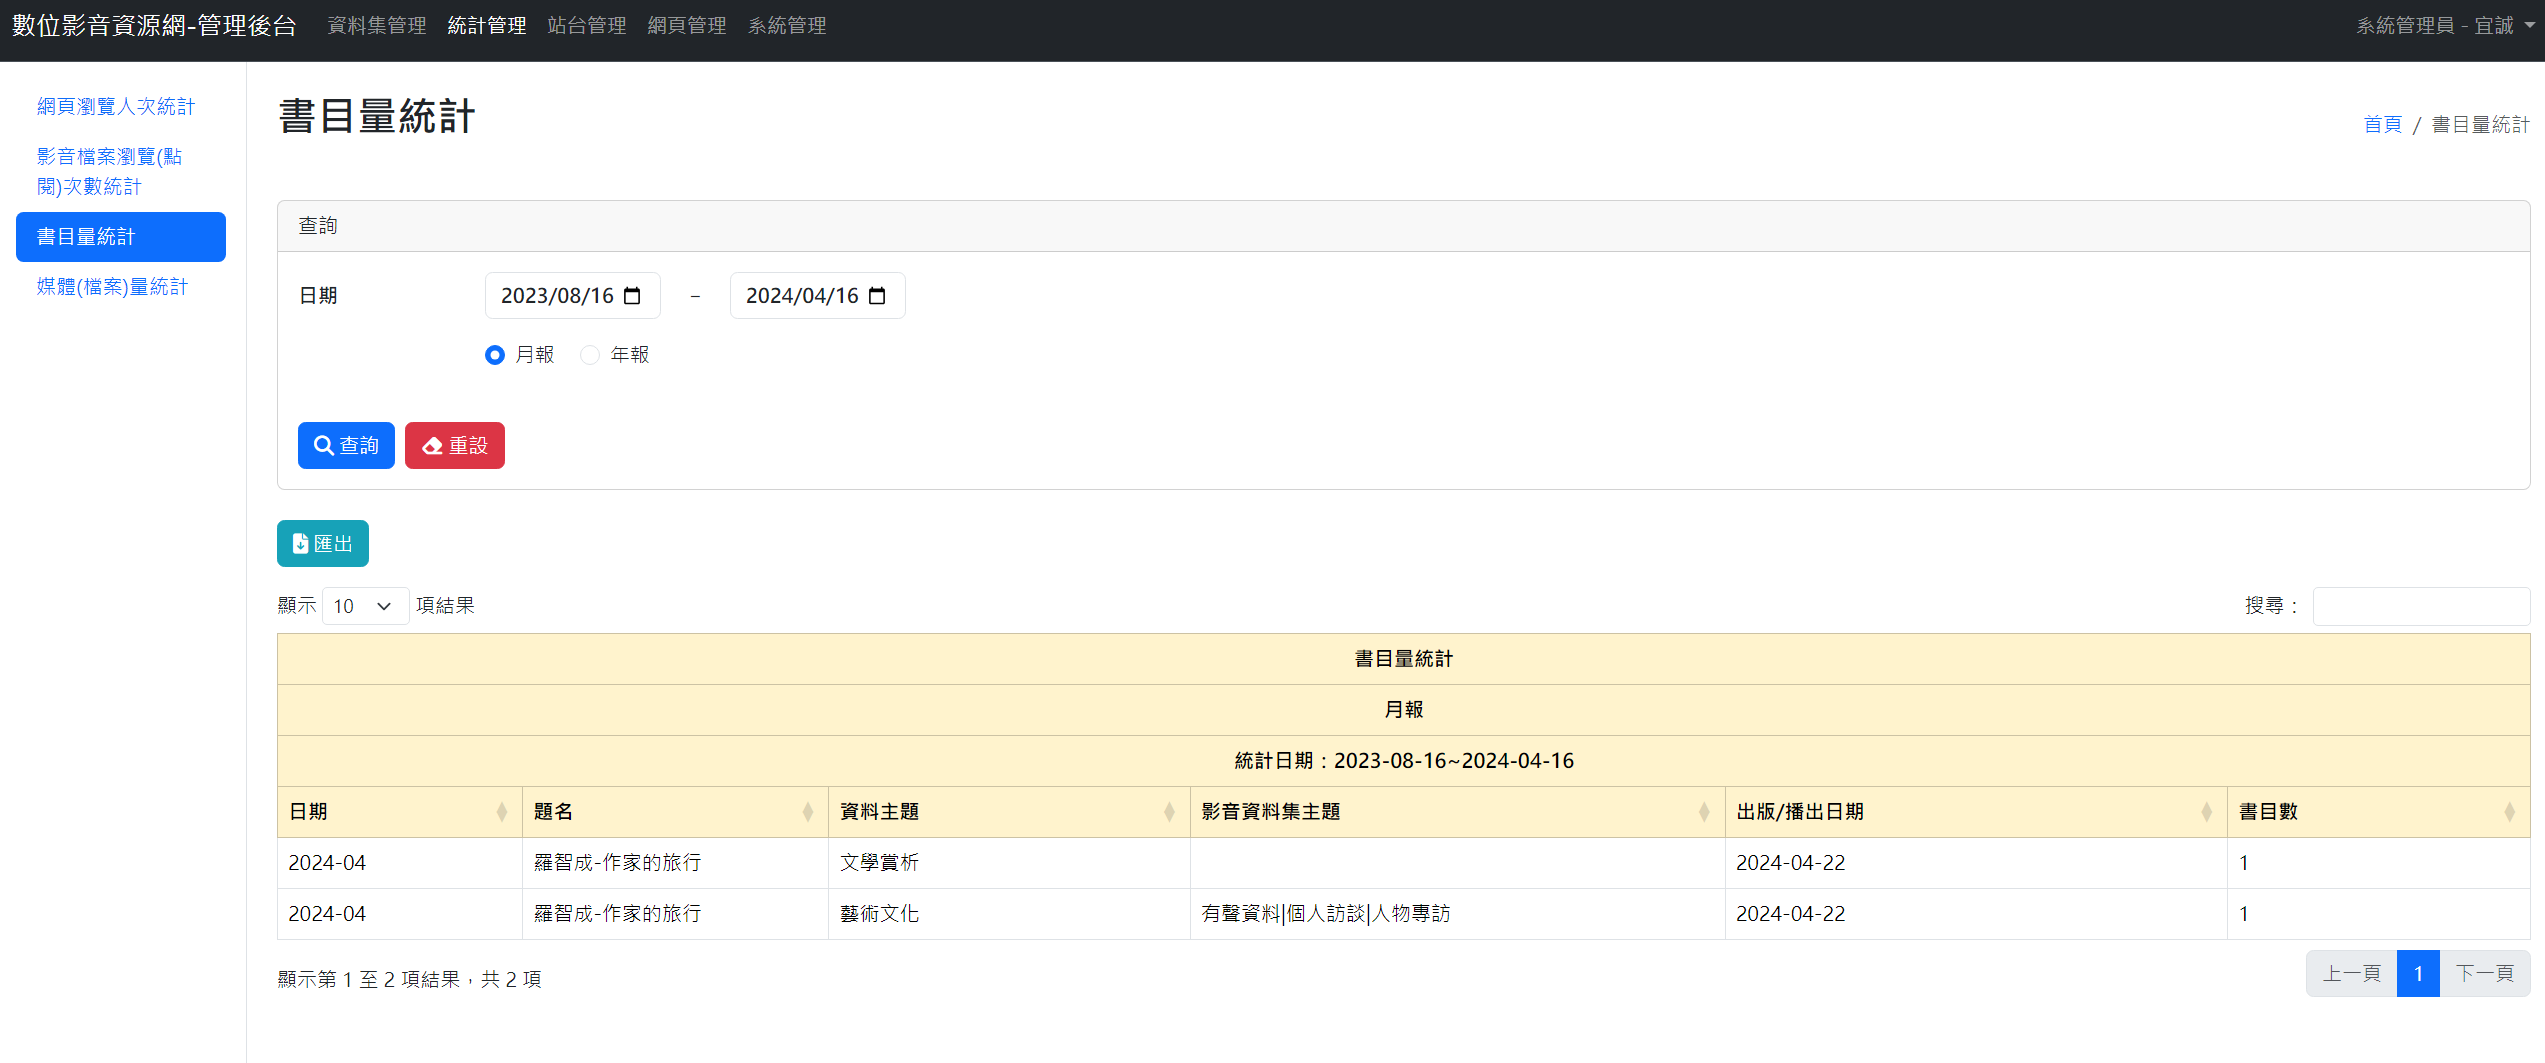 數位影音資源網-管理後台 資料集管理 統計管理 站台管理 網頁管理 系統管理 系統管理員 - 宜誠
網頁瀏覽人次統計
影音檔案瀏覽(點
閱)次數統計
書目量統計
媒體(檔案)量統計
書目量統計
首頁 / 書目量統計
查詢
日期 2023/08/16 – 2024/04/16
月報 年報
查詢 重設
匯出
顯示 10 項結果 搜尋：
書目量統計
月報
統計日期：2023-08-16~2024-04-16
日期 題名 資料主題 影音資料集主題 出版/播出日期 書目數
2024-04 羅智成-作家的旅行 文學賞析 2024-04-22 1
2024-04 羅智成-作家的旅行 藝術文化 有聲資料|個人訪談|人物專訪 2024-04-22 1
顯示第 1 至 2 項結果，共 2 項 上一頁 1 下一頁